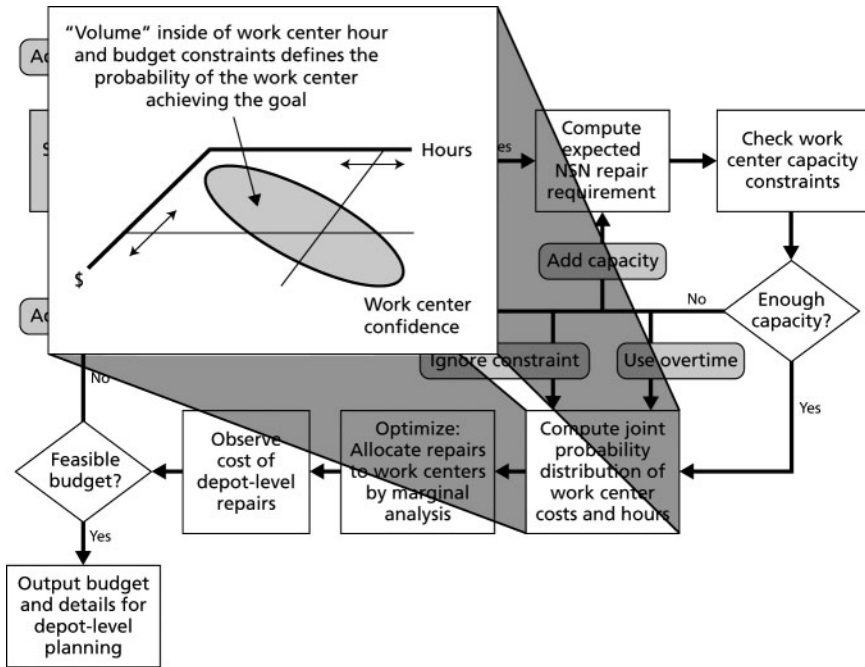 “Volume” inside of work center hour
and budget constraints defines the
probability of the work center
achieving the goal
Hours
$
Work center
confidence
Compute
expected
NSN repair
requirement
Check work
center capacity
constraints
Add capacity
No
Enough
capacity?
Ignore constraint
Use overtime
Yes
No
Feasible
budget?
Observe
cost of
depot-level
repairs
Optimize:
Allocate repairs
to work centers
by marginal
analysis
Compute joint
probability
distribution of
work center
costs and hours
Yes
Output budget
and details for
depot-level
planning